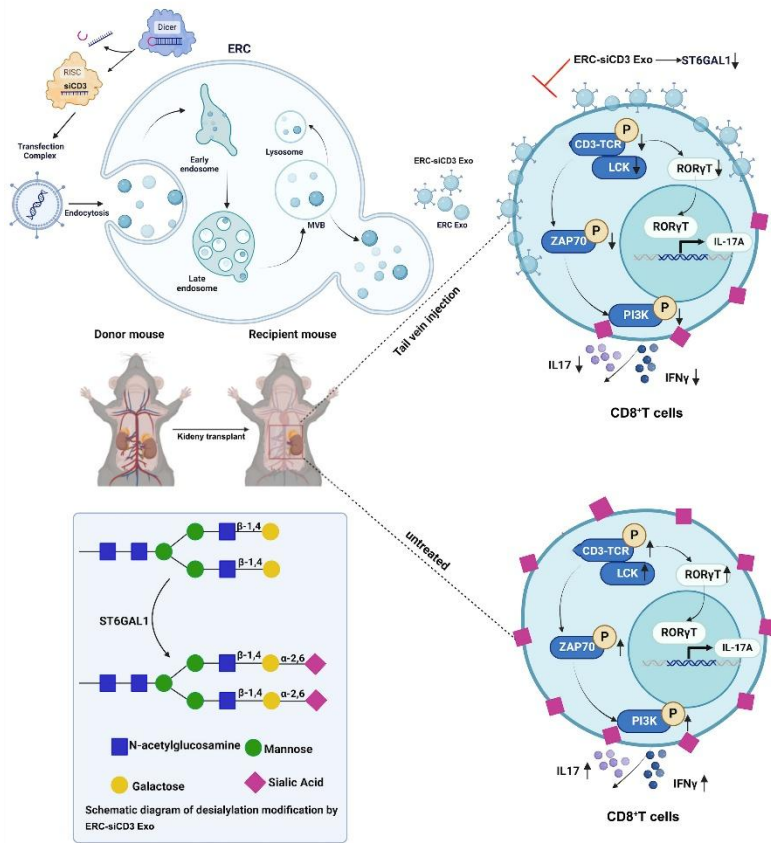 Dicer
RISC
siCD3
Transfection
Complex
Endocytosis
ERC
Early
endosome
Lysosome
MVB
Late
endosome
ERC-siCD3 Exo
ERC Exo
Donor mouse
Recipient mouse
Kideny transplant
Tail vein injection
untreated
ERC-siCD3 Exo
ST6GAL1
P
CD3-TCR
LCK
RORγT
RORγT
IL-17A
ZAP70
P
P
PI3K
IL17
IFNγ
CD8⁺T cells
P
CD3-TCR
LCK
RORγT
RORγT
IL-17A
ZAP70
P
P
PI3K
IL17
IFNγ
CD8⁺T cells
β-1,4
β-1,4
ST6GAL1
β-1,4
α-2,6
β-1,4
α-2,6
N-acetylglucosamine
Mannose
Galactose
Sialic Acid
Schematic diagram of desialylation modification by
ERC-siCD3 Exo